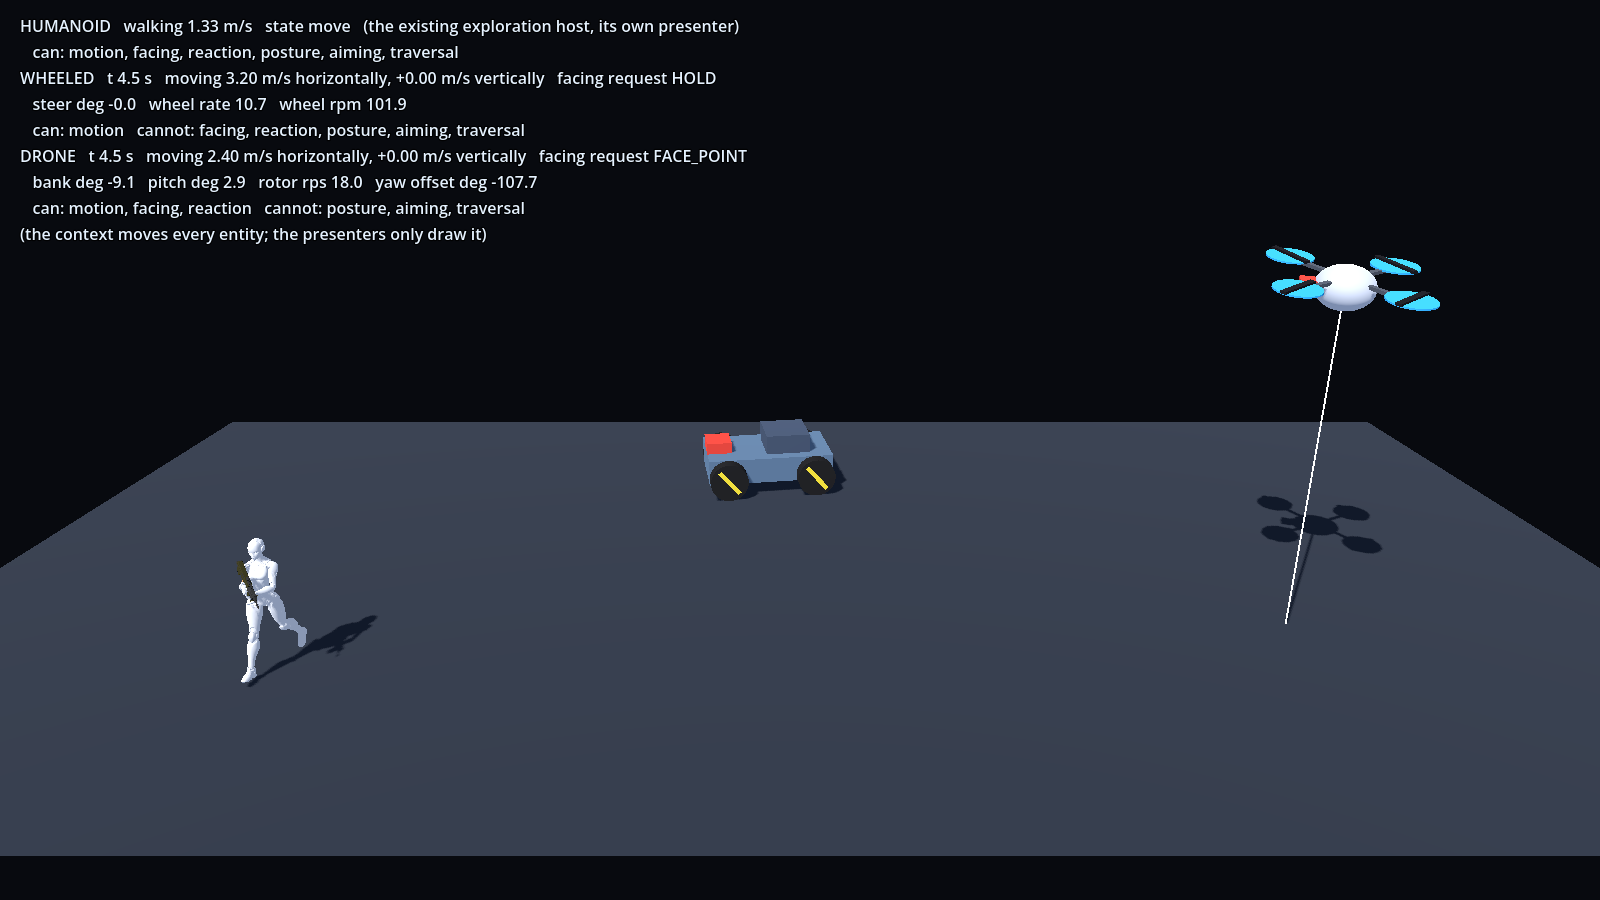 HUMANOID walking 1.33 m/s state move (the existing exploration host, its own presenter)
can: motion, facing, reaction, posture, aiming, traversal
WHEELED t 4.5 s moving 3.20 m/s horizontally, +0.00 m/s vertically facing request HOLD
steer deg -0.0 wheel rate 10.7 wheel rpm 101.9
can: motion cannot: facing, reaction, posture, aiming, traversal
DRONE t 4.5 s moving 2.40 m/s horizontally, +0.00 m/s vertically facing request FACE_POINT
bank deg -9.1 pitch deg 2.9 rotor rps 18.0 yaw offset deg -107.7
can: motion, facing, reaction cannot: posture, aiming, traversal
(the context moves every entity; the presenters only draw it)